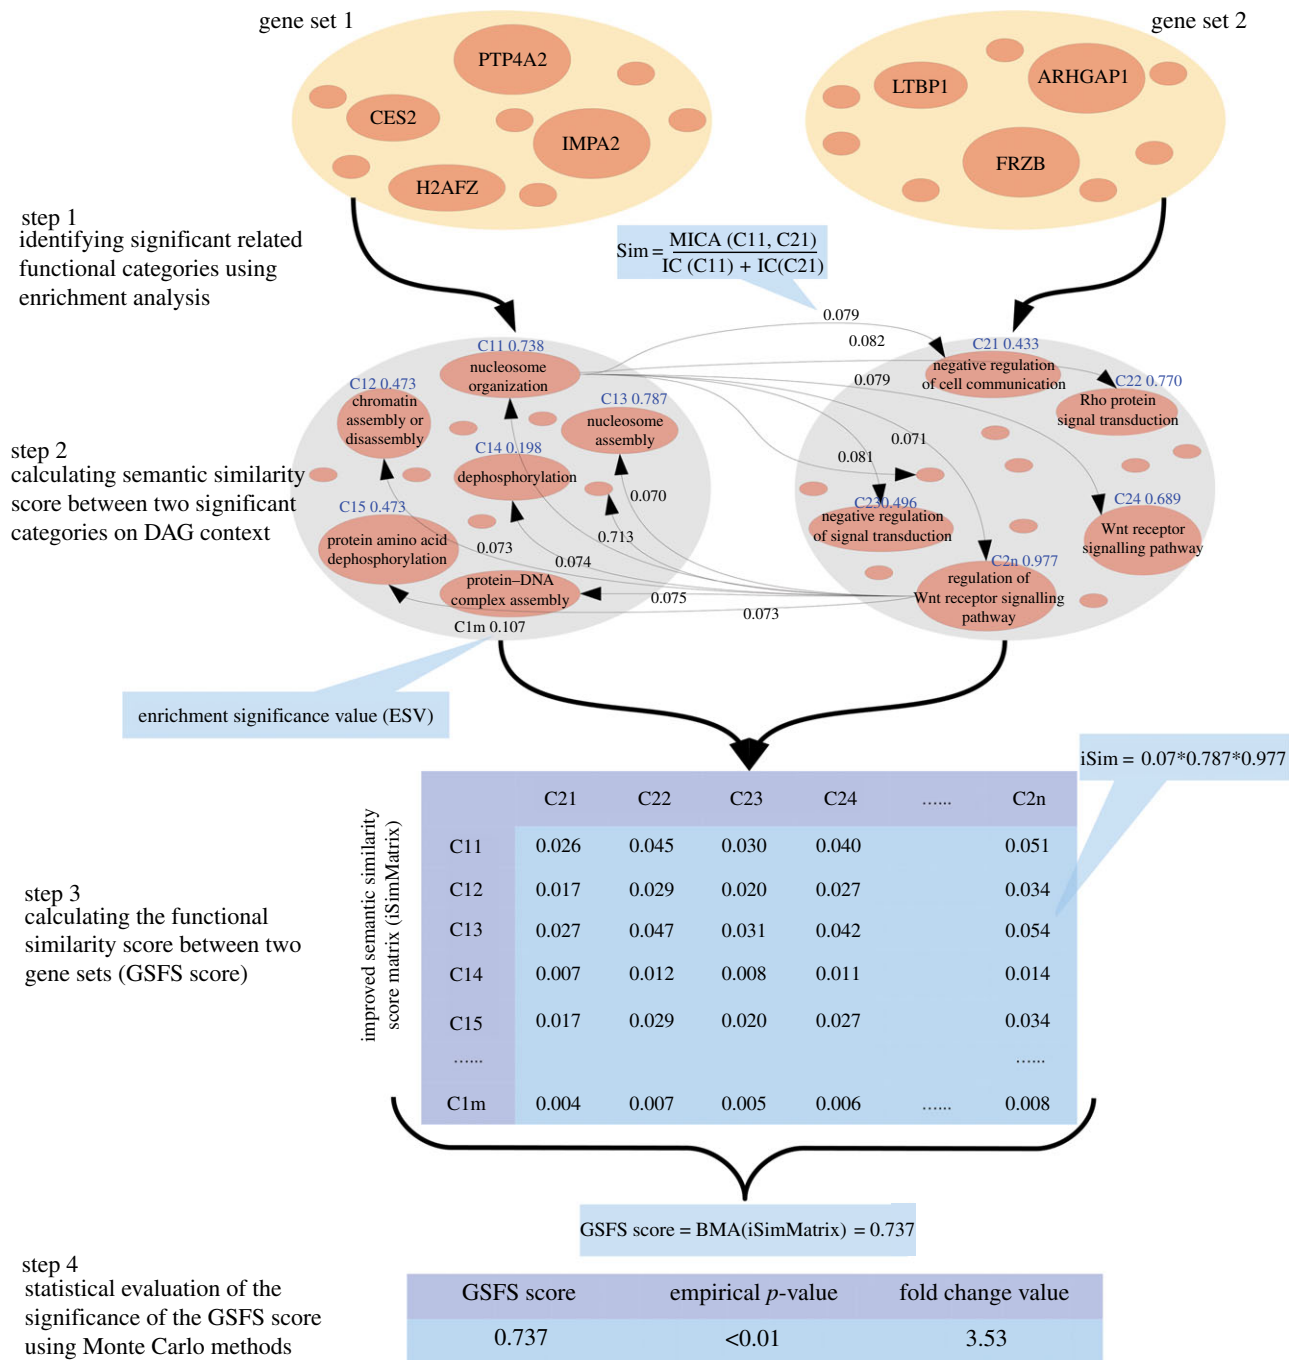 gene set 1
gene set 2
PTP4A2
CES2
IMPA2
H2AFZ
LTBP1
ARHGAP1
FRZB
step 1
identifying significant related
functional categories using
enrichment analysis
Sim = MICA (C11, C21)
IC (C11) + IC(C21)
0.079
0.082
0.079
0.071
0.081
C11 0.738
nucleosome
organization
C12 0.473
chromatin
assembly or
disassembly
C13 0.787
nucleosome
assembly
C14 0.198
dephosphorylation
C15 0.473
protein amino acid
dephosphorylation
protein–DNA
complex assembly
C1m 0.107
C21 0.433
negative regulation
of cell communication
C22 0.770
Rho protein
signal transduction
C230.496
negative regulation
of signal transduction
C24 0.689
Wnt receptor
signalling pathway
C2n 0.977
regulation of
Wnt receptor signalling
pathway
0.070
0.713
0.074
0.073
0.075
0.073
step 2
calculating semantic similarity
score between two significant
categories on DAG context
enrichment significance value (ESV)
iSim = 0.07*0.787*0.977
step 3
calculating the functional
similarity score between two
gene sets (GSFS score)
improved semantic similarity
score matrix (iSimMatrix)
C21 C22 C23 C24 ...... C2n
C11 0.026 0.045 0.030 0.040 0.051
C12 0.017 0.029 0.020 0.027 0.034
C13 0.027 0.047 0.031 0.042 0.054
C14 0.007 0.012 0.008 0.011 0.014
C15 0.017 0.029 0.020 0.027 0.034
...... ......
C1m 0.004 0.007 0.005 0.006 ...... 0.008
GSFS score = BMA(iSimMatrix) = 0.737
step 4
statistical evaluation of the
significance of the GSFS score
using Monte Carlo methods
GSFS score empirical p-value fold change value
0.737 <0.01 3.53